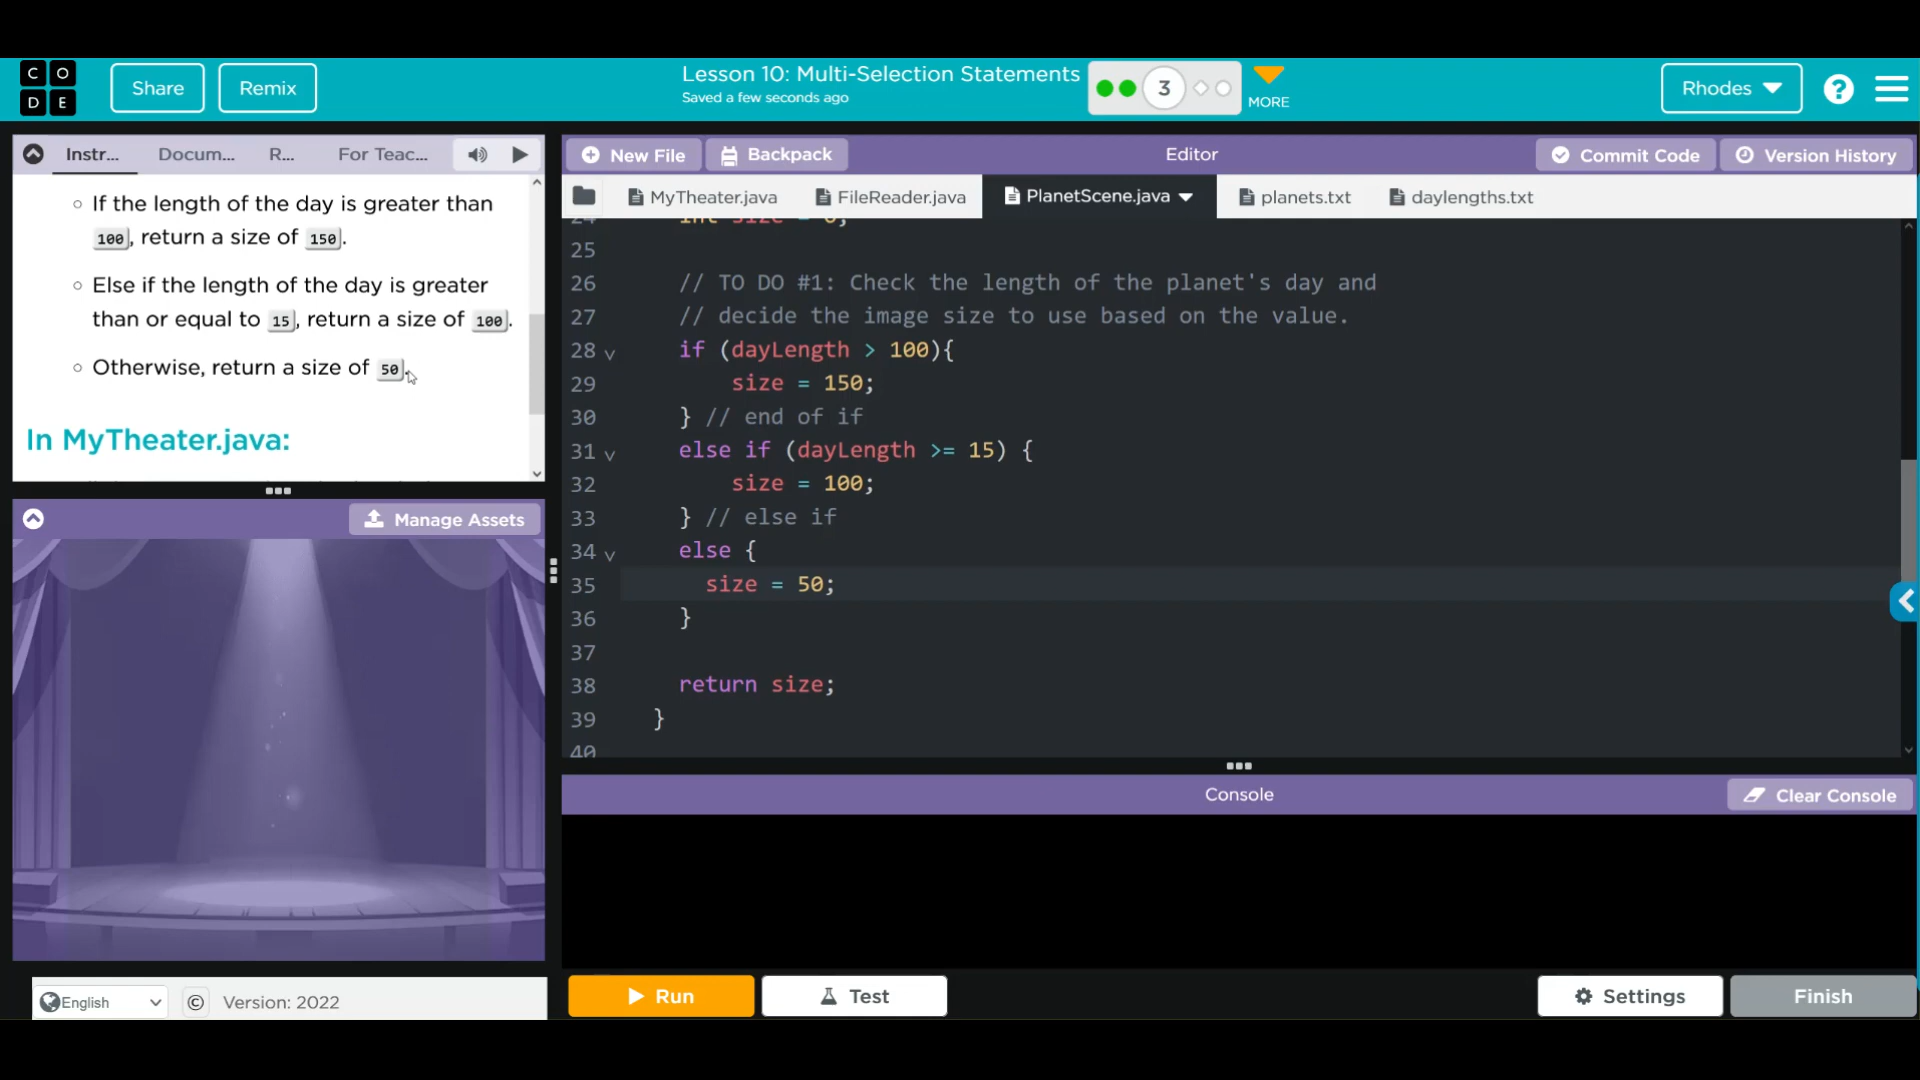 C O
D E
Share
Remix
Lesson 10: Multi-Selection Statements
Saved a few seconds ago
3
MORE
Rhodes
?
Instr...
Docum...
R...
For Teac...
If the length of the day is greater than
100, return a size of 150.
Else if the length of the day is greater
than or equal to 15, return a size of 100.
Otherwise, return a size of 50.
In MyTheater.java:
Manage Assets
English
©
Version: 2022
New File
Backpack
Editor
Commit Code
Version History
MyTheater.java
FileReader.java
PlanetScene.java
planets.txt
daylengths.txt
24 int size = 0;
25
26 // TO DO #1: Check the length of the planet's day and
27 // decide the image size to use based on the value.
28 if (dayLength > 100){
29 size = 150;
30 } // end of if
31 else if (dayLength >= 15) {
32 size = 100;
33 } // else if
34 else {
35 size = 50;
36 }
37
38 return size;
39 }
40
Console
Clear Console
Run
Test
Settings
Finish